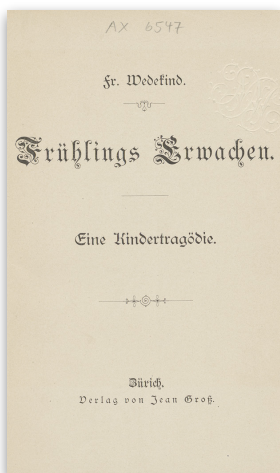 AX 6547
Fr. Wedekind.
Frühlings Erwachen.
Eine Kindertragödie.
Zürich,
Verlag von Jean Groß.